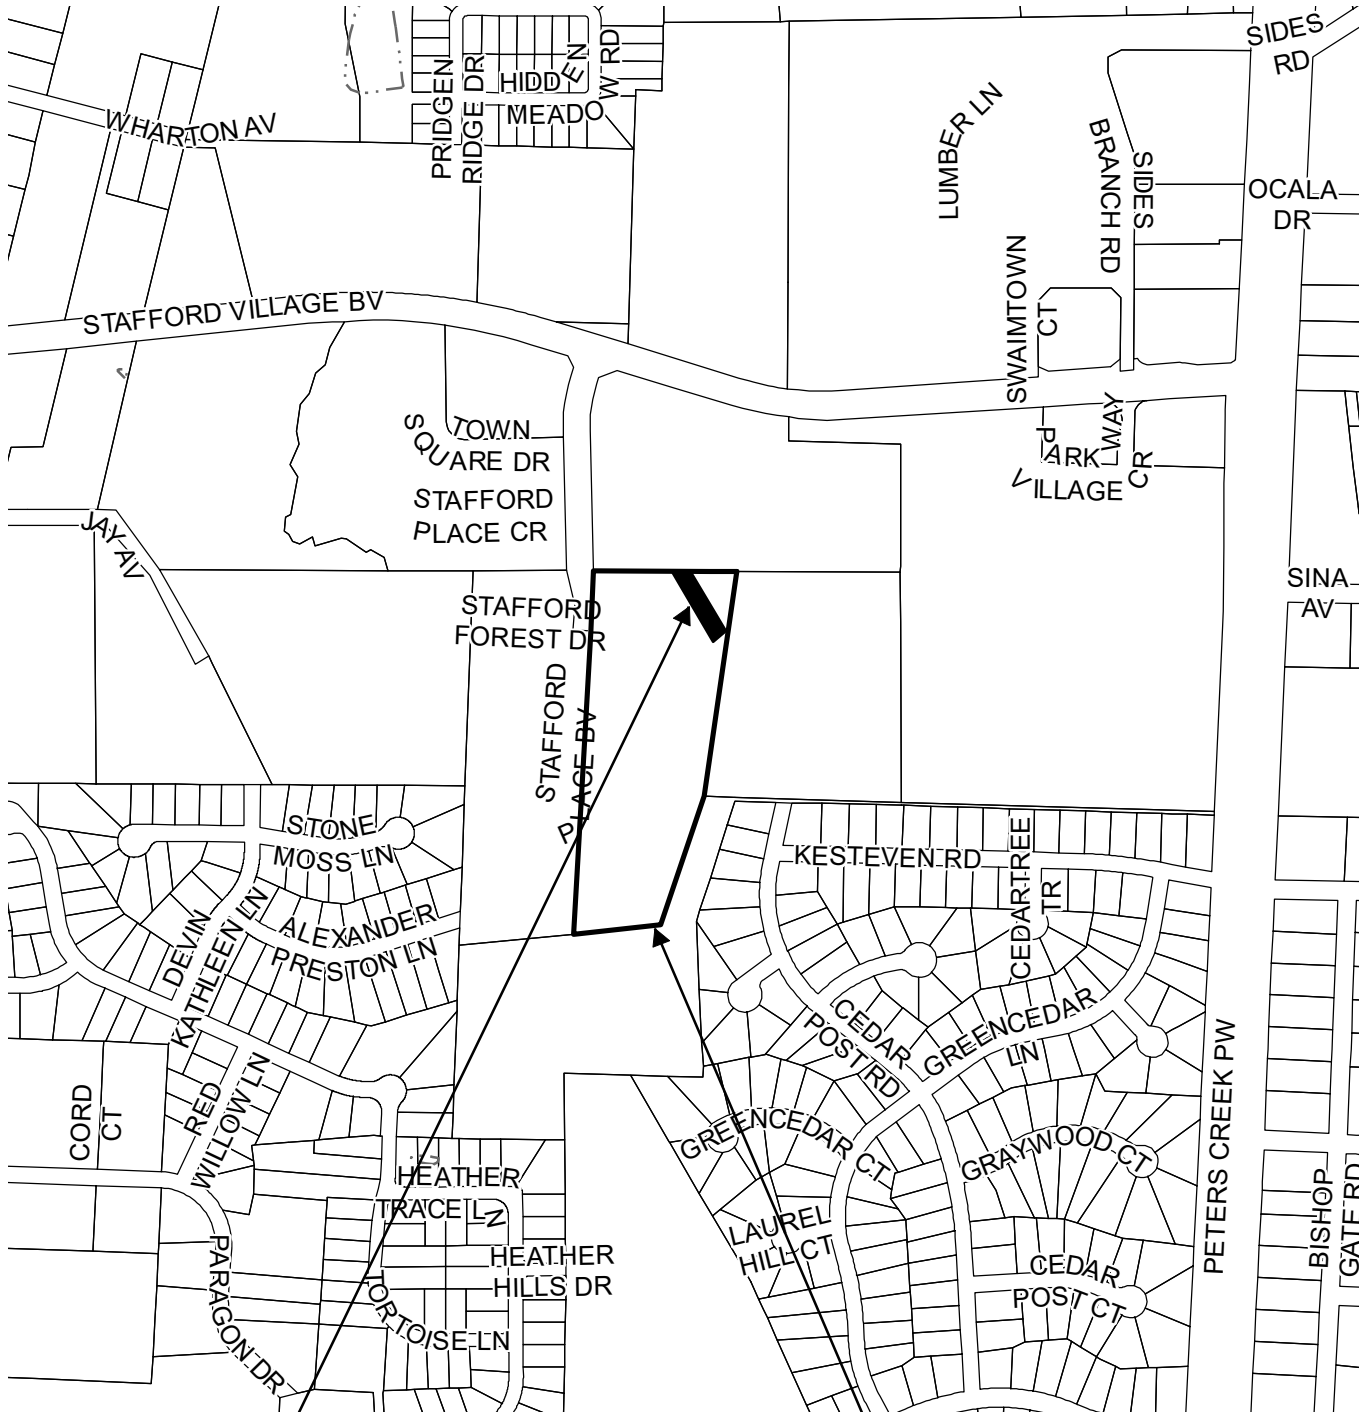 SIDES
RD
PRIDGEN
RIDGE DR
HIDDEN
MEADOW RD
WHARTON AV
LUMBER LN
SIDES
BRANCH RD
OCALA
DR
SWAIMTOWN
CT
STAFFORD VILLAGE BV
TOWN
SQUARE DR
STAFFORD
PLACE CR
PARK
VILLAGE
CR
WAY
JAY AV
SINA
AV
STAFFORD
FOREST DR
STAFFORD
PLACE BV
STONE
MOSS LN
KESTEVEN RD
CEDARTREE
TR
DEVIN
KATHLEEN LN
ALEXANDER
PRESTON LN
CEDAR
POST RD
GREENCEDAR
LN
PETERS CREEK PW
CORD
CT
RED
WILLOW LN
GREENCEDAR CT
GRAYWOOD CT
HEATHER
TRACE LN
LAUREL
HILL CT
HEATHER
HILLS DR
CEDAR
POST CT
BISHOP
GATE RD
PARAGON DR
TORTOISE LN